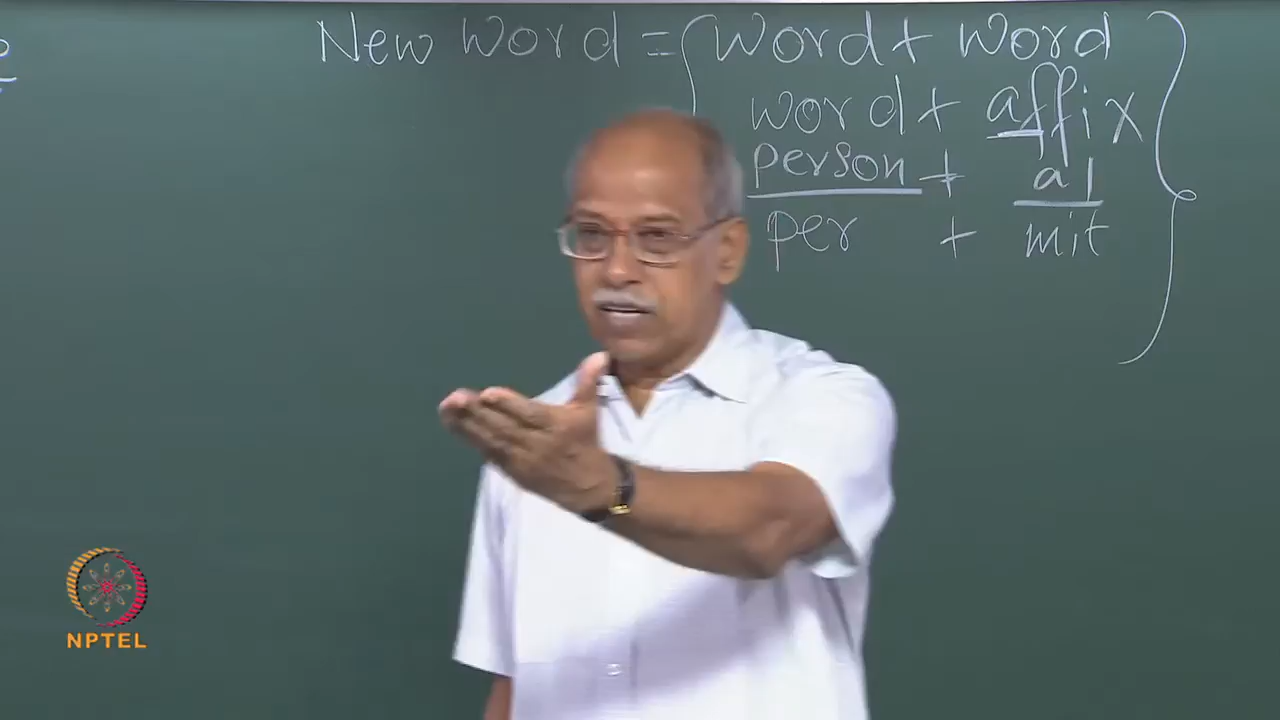 New word = { word + word
word + affix
person + al
per + mit }
NPTEL